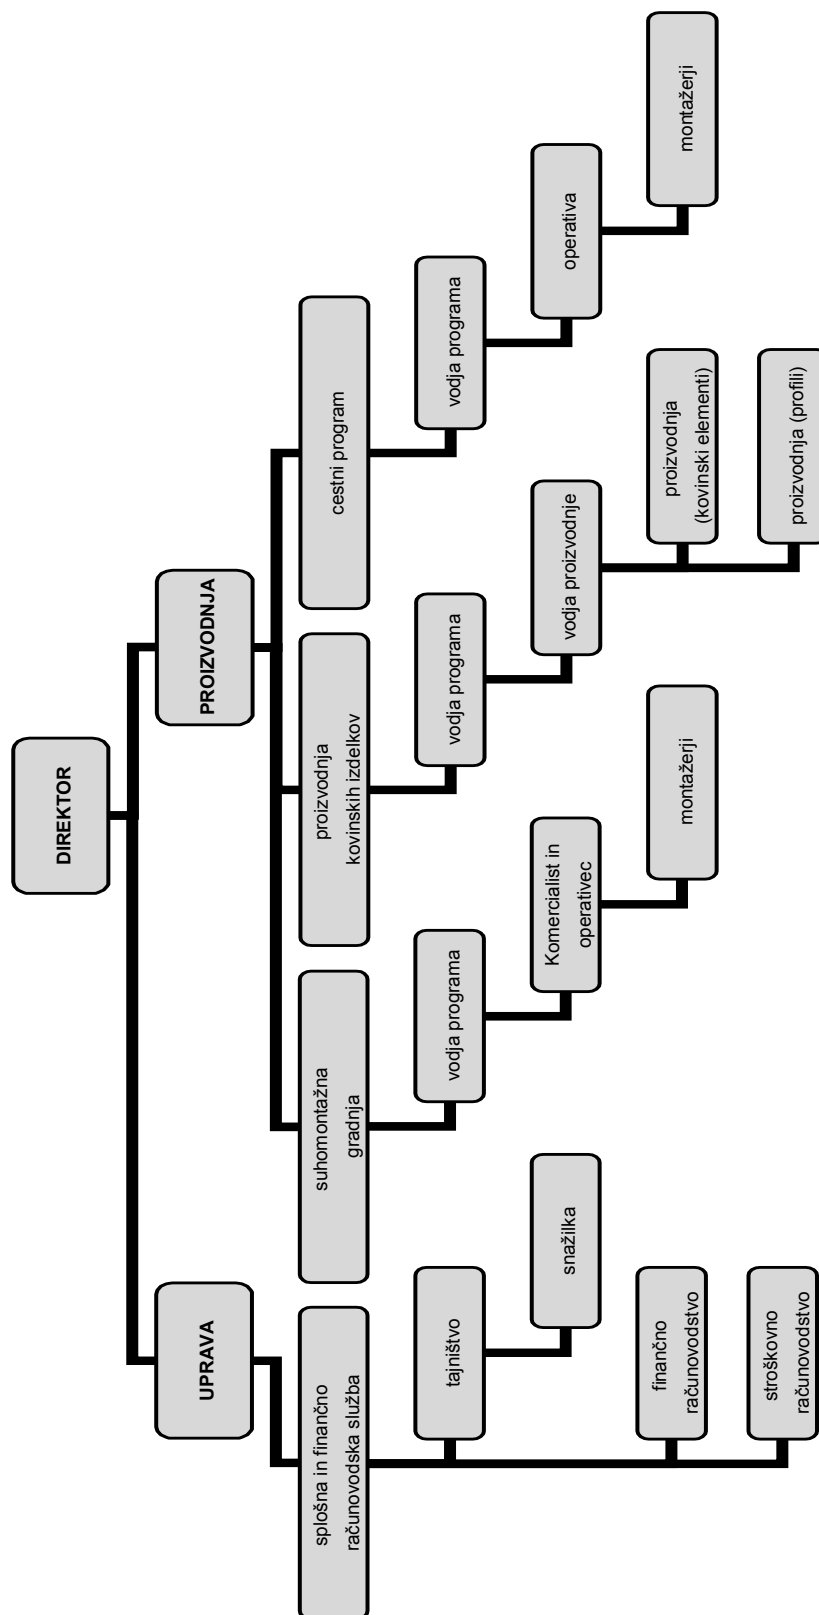 DIREKTOR
UPRAVA
PROIZVODNJA
splošna in finančno
računovodska služba
suhomontažna
gradnja
proizvodnja
kovinskih izdelkov
cestni program
tajništvo
vodja programa
vodja programa
vodja programa
snažilka
Komercialist in
operativec
vodja proizvodnje
operativa
finančno
računovodstvo
montažerji
proizvodnja
(kovinski elementi)
montažerji
stroškovno
računovodstvo
proizvodnja (profili)